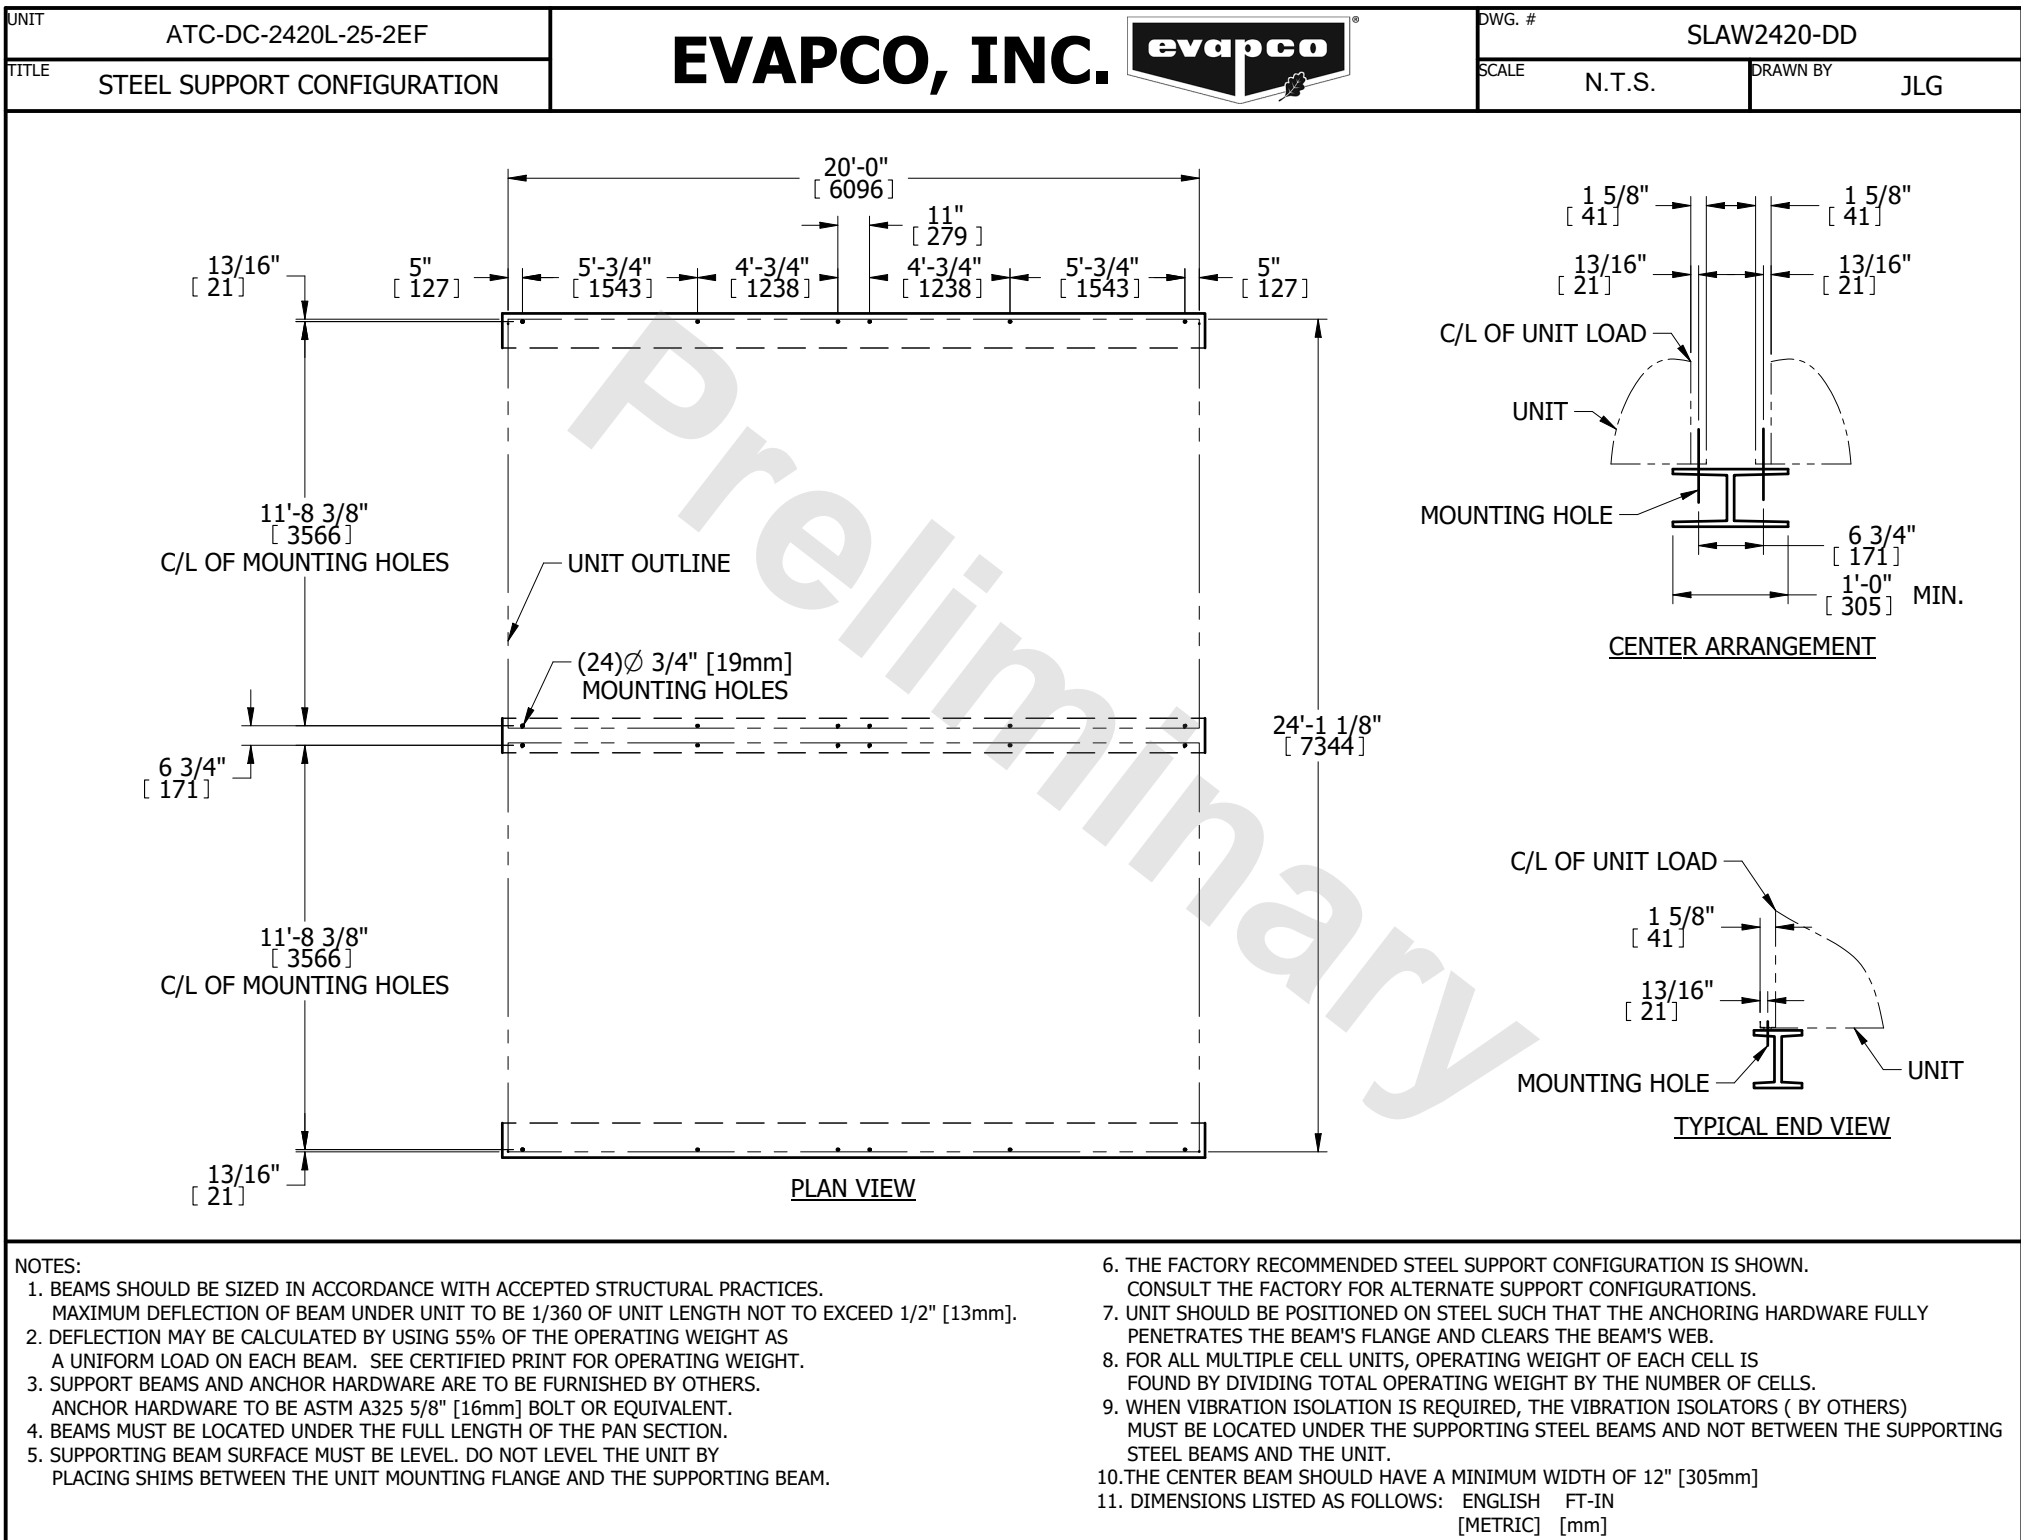 UNIT
ATC-DC-2420L-25-2EF
TITLE
STEEL SUPPORT CONFIGURATION
EVAPCO, INC.
evapco®
DWG. #
SLAW2420-DD
SCALE
N.T.S.
DRAWN BY
JLG
20'-0"
[ 6096 ]
11"
[ 279 ]
13/16"
[ 21 ]
5"
[ 127 ]
5'-3/4"
[ 1543 ]
4'-3/4"
[ 1238 ]
4'-3/4"
[ 1238 ]
5'-3/4"
[ 1543 ]
5"
[ 127 ]
11'-8 3/8"
[ 3566 ]
C/L OF MOUNTING HOLES
UNIT OUTLINE
(24)∅ 3/4" [19mm]
MOUNTING HOLES
6 3/4"
[ 171 ]
24'-1 1/8"
[ 7344 ]
11'-8 3/8"
[ 3566 ]
C/L OF MOUNTING HOLES
13/16"
[ 21 ]
PLAN VIEW
Preliminary
1 5/8"
[ 41 ]
1 5/8"
[ 41 ]
13/16"
[ 21 ]
13/16"
[ 21 ]
C/L OF UNIT LOAD
UNIT
MOUNTING HOLE
6 3/4"
[ 171 ]
1'-0"
[ 305 ] MIN.
CENTER ARRANGEMENT
C/L OF UNIT LOAD
1 5/8"
[ 41 ]
13/16"
[ 21 ]
MOUNTING HOLE
UNIT
TYPICAL END VIEW
NOTES:
1. BEAMS SHOULD BE SIZED IN ACCORDANCE WITH ACCEPTED STRUCTURAL PRACTICES.
MAXIMUM DEFLECTION OF BEAM UNDER UNIT TO BE 1/360 OF UNIT LENGTH NOT TO EXCEED 1/2" [13mm].
2. DEFLECTION MAY BE CALCULATED BY USING 55% OF THE OPERATING WEIGHT AS
A UNIFORM LOAD ON EACH BEAM. SEE CERTIFIED PRINT FOR OPERATING WEIGHT.
3. SUPPORT BEAMS AND ANCHOR HARDWARE ARE TO BE FURNISHED BY OTHERS.
ANCHOR HARDWARE TO BE ASTM A325 5/8" [16mm] BOLT OR EQUIVALENT.
4. BEAMS MUST BE LOCATED UNDER THE FULL LENGTH OF THE PAN SECTION.
5. SUPPORTING BEAM SURFACE MUST BE LEVEL. DO NOT LEVEL THE UNIT BY
PLACING SHIMS BETWEEN THE UNIT MOUNTING FLANGE AND THE SUPPORTING BEAM.
6. THE FACTORY RECOMMENDED STEEL SUPPORT CONFIGURATION IS SHOWN.
CONSULT THE FACTORY FOR ALTERNATE SUPPORT CONFIGURATIONS.
7. UNIT SHOULD BE POSITIONED ON STEEL SUCH THAT THE ANCHORING HARDWARE FULLY
PENETRATES THE BEAM'S FLANGE AND CLEARS THE BEAM'S WEB.
8. FOR ALL MULTIPLE CELL UNITS, OPERATING WEIGHT OF EACH CELL IS
FOUND BY DIVIDING TOTAL OPERATING WEIGHT BY THE NUMBER OF CELLS.
9. WHEN VIBRATION ISOLATION IS REQUIRED, THE VIBRATION ISOLATORS ( BY OTHERS)
MUST BE LOCATED UNDER THE SUPPORTING STEEL BEAMS AND NOT BETWEEN THE SUPPORTING
STEEL BEAMS AND THE UNIT.
10.THE CENTER BEAM SHOULD HAVE A MINIMUM WIDTH OF 12" [305mm]
11. DIMENSIONS LISTED AS FOLLOWS: ENGLISH FT-IN
[METRIC] [mm]